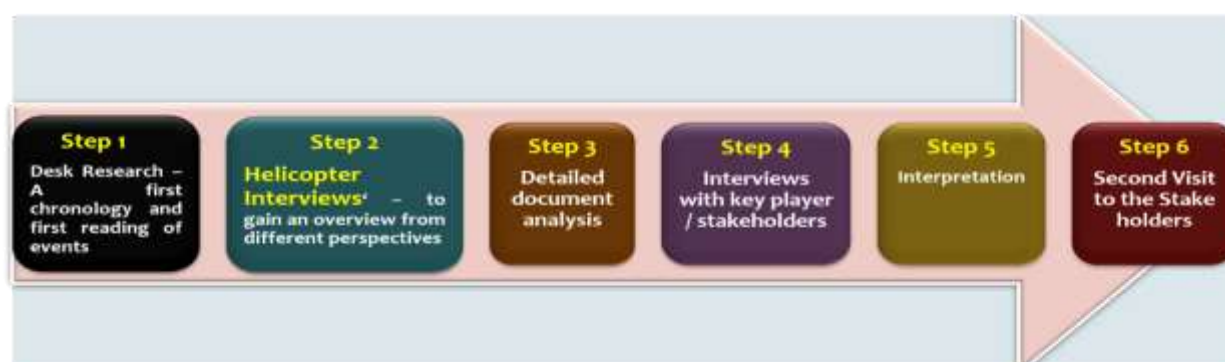 Step 1
Desk Research –
A first
chronology and
first reading of
events
Step 2
Helicopter
Interviews‘ – to
gain an overview from
different perspectives
Step 3
Detailed
document
analysis
Step 4
Interviews
with key player
/ stakeholders
Step 5
Interpretation
Step 6
Second Visit
to the Stake
holders